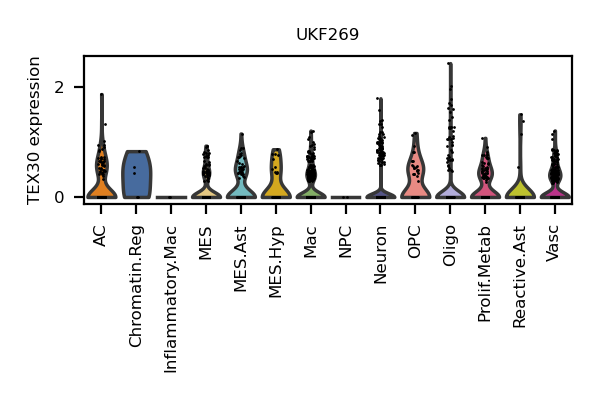 UKF269
TEX30 expression
2
0
AC
Chromatin.Reg
Inflammatory.Mac
MES
MES.Ast
MES.Hyp
Mac
NPC
Neuron
OPC
Oligo
Prolif.Metab
Reactive.Ast
Vasc